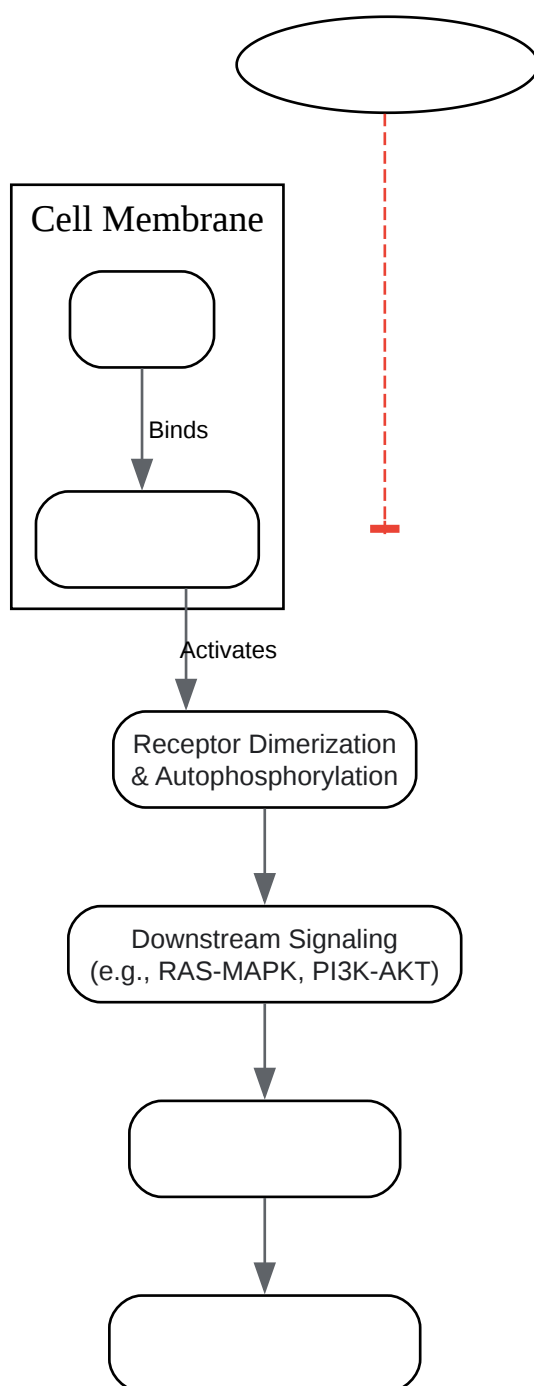 Cell Membrane
Binds
Activates
Receptor Dimerization
& Autophosphorylation
Downstream Signaling
(e.g., RAS-MAPK, PI3K-AKT)